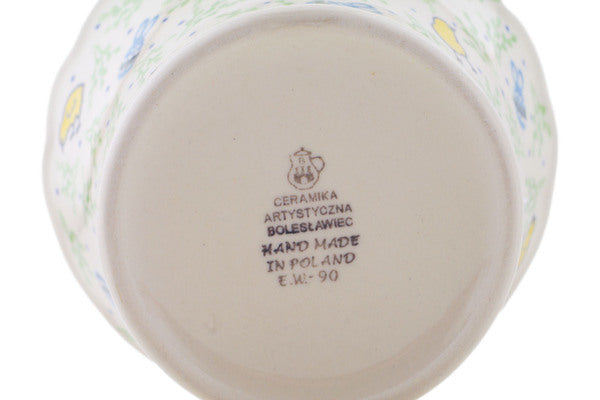 B
CERAMIKA
ARTYSTYCZNA
BOLESŁAWIEC
HAND MADE
IN POLAND
E.W.-90